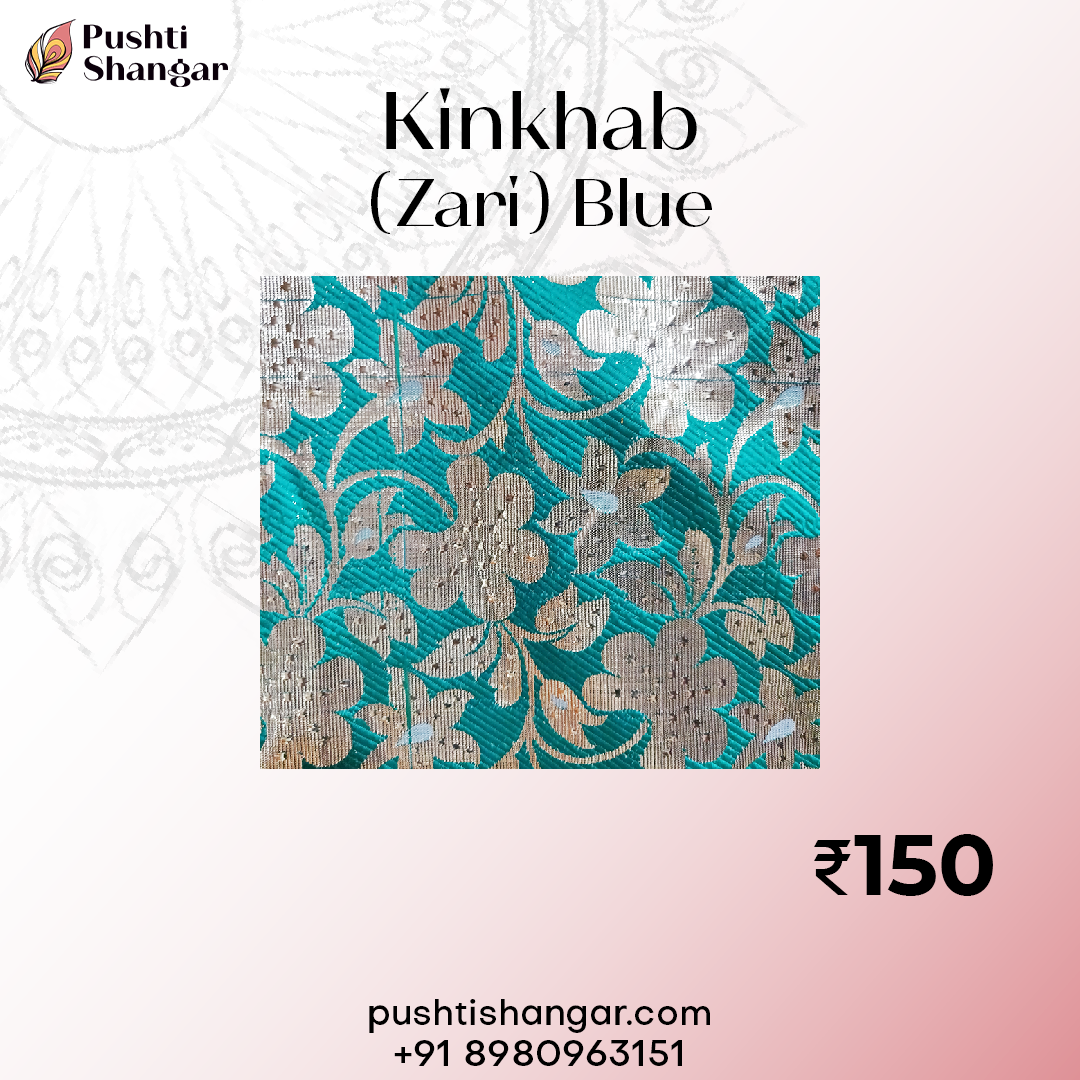 Pushti
Shangar
Kinkhab
(Zari) Blue
₹150
pushtishangar.com
+91 8980963151